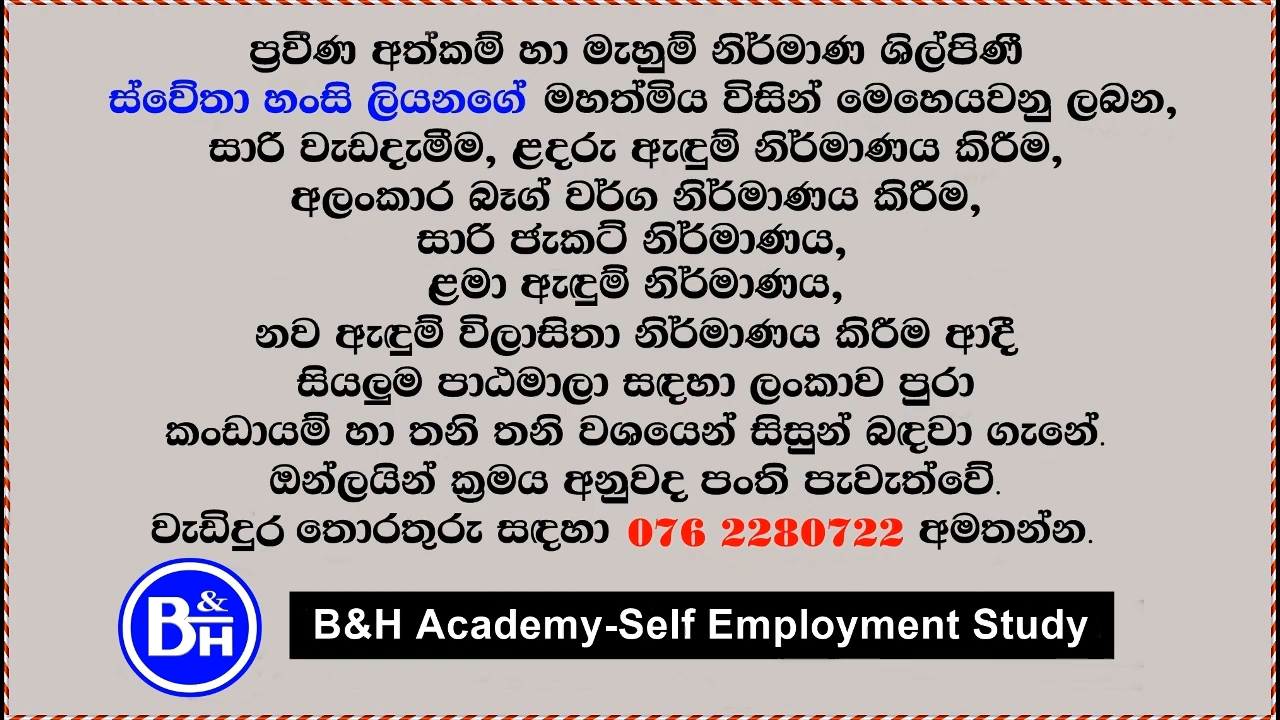 ප්‍රවීණ අත්කම් හා මැහුම් නිර්මාණ ශිල්පිණී
ස්වේතා හංසි ලියනගේ මහත්මිය විසින් මෙහෙයවනු ලබන,
සාරි වැඩදැමීම, ළදරු ඇඳුම් නිර්මාණය කිරීම,
අලංකාර බෑග් වර්ග නිර්මාණය කිරීම,
සාරි ජැකට් නිර්මාණය,
ළමා ඇඳුම් නිර්මාණය,
නව ඇඳුම් විලාසිතා නිර්මාණය කිරීම ආදී
සියලුම පාඨමාලා සඳහා ලංකාව පුරා
කංඩායම් හා තනි තනි වශයෙන් සිසුන් බඳවා ගැනේ.
ඔන්ලයින් ක්‍රමය අනුවද පංති පැවැත්වේ.
වැඩිදුර තොරතුරු සඳහා 076 2280722 අමතන්න.
B&H
B&H Academy-Self Employment Study